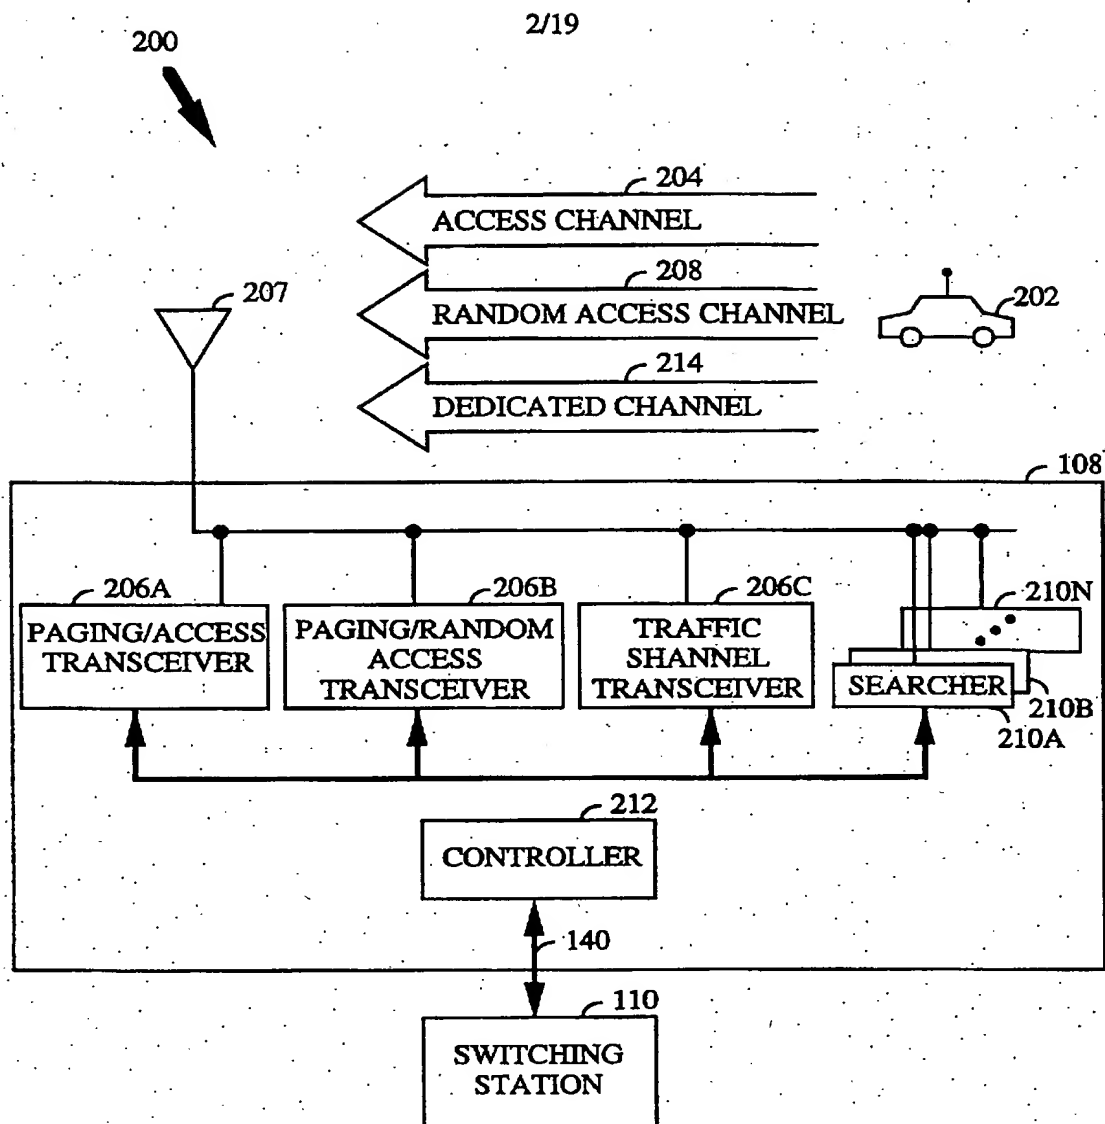 2/19
200
204
ACCESS CHANNEL
208
RANDOM ACCESS CHANNEL
207
202
214
DEDICATED CHANNEL
108
206A
PAGING/ACCESS
TRANSCEIVER
206B
PAGING/RANDOM
ACCESS
TRANSCEIVER
206C
TRAFFIC
SHANNEL
TRANSCEIVER
210N
SEARCHER
210B
210A
212
CONTROLLER
140
110
SWITCHING
STATION